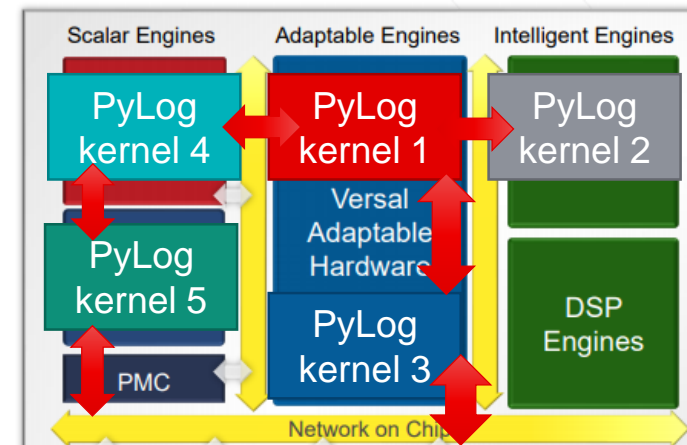 Scalar Engines
Adaptable Engines
Intelligent Engines
PyLog
kernel 4
PyLog
kernel 1
PyLog
kernel 2
Versal
Adaptable
Hardware
PyLog
kernel 5
PyLog
kernel 3
DSP
Engines
PMC
Network on Chip